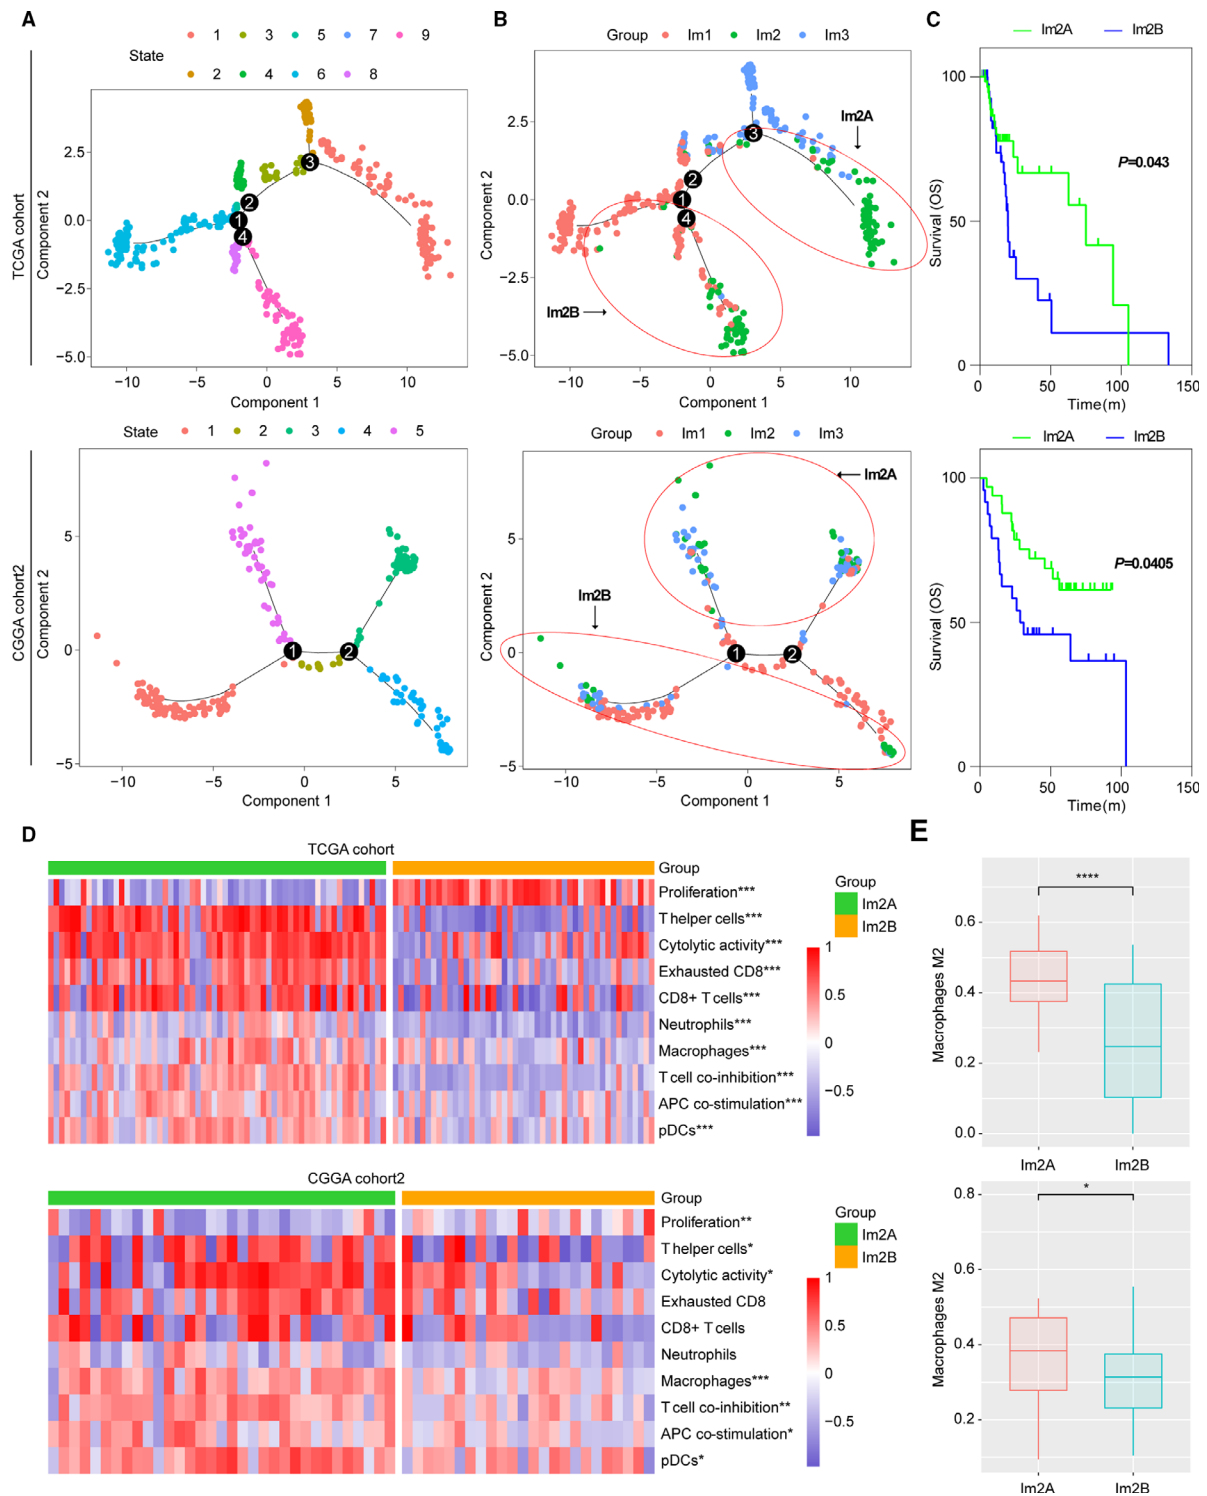 A
State
1 3 5 7 9
2 4 6 8
TCGA cohort
Component 2
2.5
0.0
−2.5
−5.0
−10 −5 0 5 10
Component 1
1
2
3
4
B
Group Im1 Im2 Im3
Component 2
2.5
0.0
−2.5
−5.0
−10 −5 0 5 10
Component 1
Im2A
Im2B
1
2
3
4
C
Im2A Im2B
Survival (OS)
100
50
0
0 50 100 150
Time(m)
P=0.043
State 1 2 3 4 5
CGGA cohort2
Component 2
5
0
−5
−10 −5 0 5
Component 1
1
2
Group Im1 Im2 Im3
Component 2
5
0
−5
−10 −5 0 5
Component 1
Im2A
Im2B
1
2
Im2A Im2B
Survival (OS)
100
50
0
0 50 100 150
Time(m)
P=0.0405
D
TCGA cohort
Group
Proliferation***
T helper cells***
Cytolytic activity***
Exhausted CD8***
CD8+ T cells***
Neutrophils***
Macrophages***
T cell co-inhibition***
APC co-stimulation***
pDCs***
Group
Im2A
Im2B
1
0.5
0
−0.5
CGGA cohort2
Group
Proliferation**
T helper cells*
Cytolytic activity*
Exhausted CD8
CD8+ T cells
Neutrophils
Macrophages***
T cell co-inhibition**
APC co-stimulation*
pDCs*
Group
Im2A
Im2B
1
0.5
0
−0.5
E
Macrophages M2
0.6
0.4
0.2
0.0
****
Im2A Im2B
Macrophages M2
0.8
0.6
0.4
0.2
*
Im2A Im2B